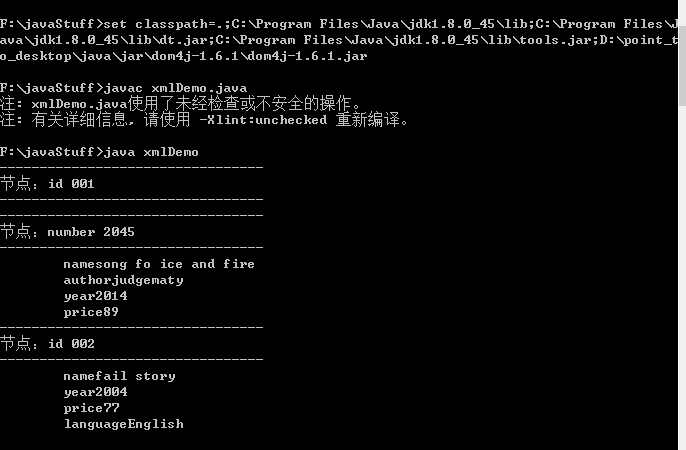 F:\javaStuff>set classpath=.;C:\Program Files\Java\jdk1.8.0_45\lib;C:\Program Files\J
ava\jdk1.8.0_45\lib\dt.jar;C:\Program Files\Java\jdk1.8.0_45\lib\tools.jar;D:\point_t
o_desktop\java\jar\dom4j-1.6.1\dom4j-1.6.1.jar
F:\javaStuff>javac xmlDemo.java
注: xmlDemo.java使用了未经检查或不安全的操作。
注: 有关详细信息, 请使用 -Xlint:unchecked 重新编译。
F:\javaStuff>java xmlDemo
---------------------------------
节点：id 001
---------------------------------
---------------------------------
节点：number 2045
---------------------------------
namesong fo ice and fire
authorjudgematy
year2014
price89
---------------------------------
节点：id 002
---------------------------------
namefail story
year2004
price77
languageEnglish